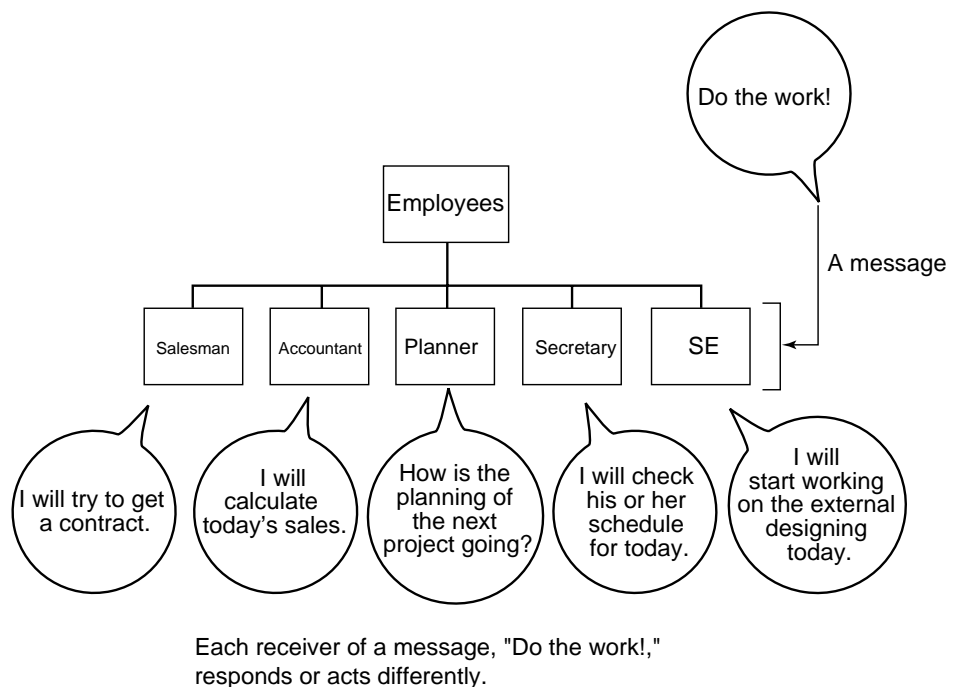 Do the work!
Employees
A message
Salesman
Accountant
Planner
Secretary
SE
I will try to get
a contract.
I will
calculate
today's sales.
How is the
planning of
the next
project going?
I will check
his or her
schedule
for today.
I will
start working
on the external
designing
today.
Each receiver of a message, "Do the work!,"
responds or acts differently.